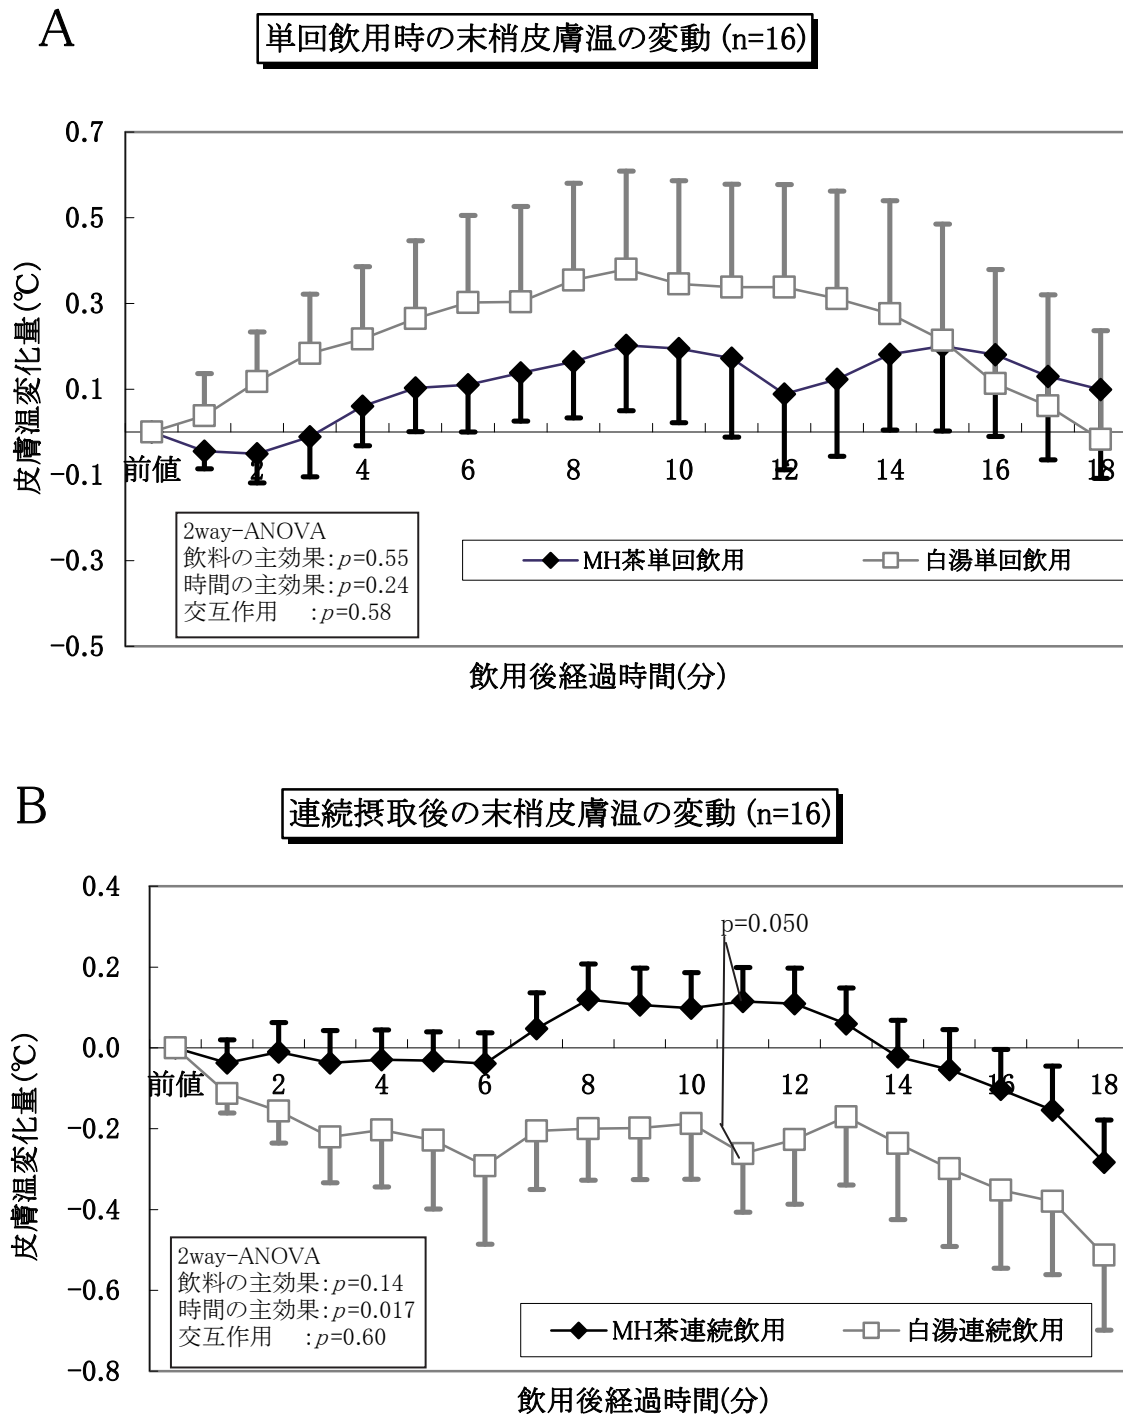 A
単回飲用時の末梢皮膚温の変動 (n=16)
0.7
0.5
0.3
0.1
-0.1
-0.3
-0.5
皮膚温変化量(℃)
前値 2 4 6 8 10 12 14 16 18
2way-ANOVA
飲料の主効果:p=0.55
時間の主効果:p=0.24
交互作用 :p=0.58
MH茶単回飲用 白湯単回飲用
飲用後経過時間(分)
B
連続摂取後の末梢皮膚温の変動 (n=16)
0.4
0.2
0.0
-0.2
-0.4
-0.6
-0.8
皮膚温変化量(℃)
p=0.050
前値 2 4 6 8 10 12 14 16 18
2way-ANOVA
飲料の主効果:p=0.14
時間の主効果:p=0.017
交互作用 :p=0.60
MH茶連続飲用 白湯連続飲用
飲用後経過時間(分)